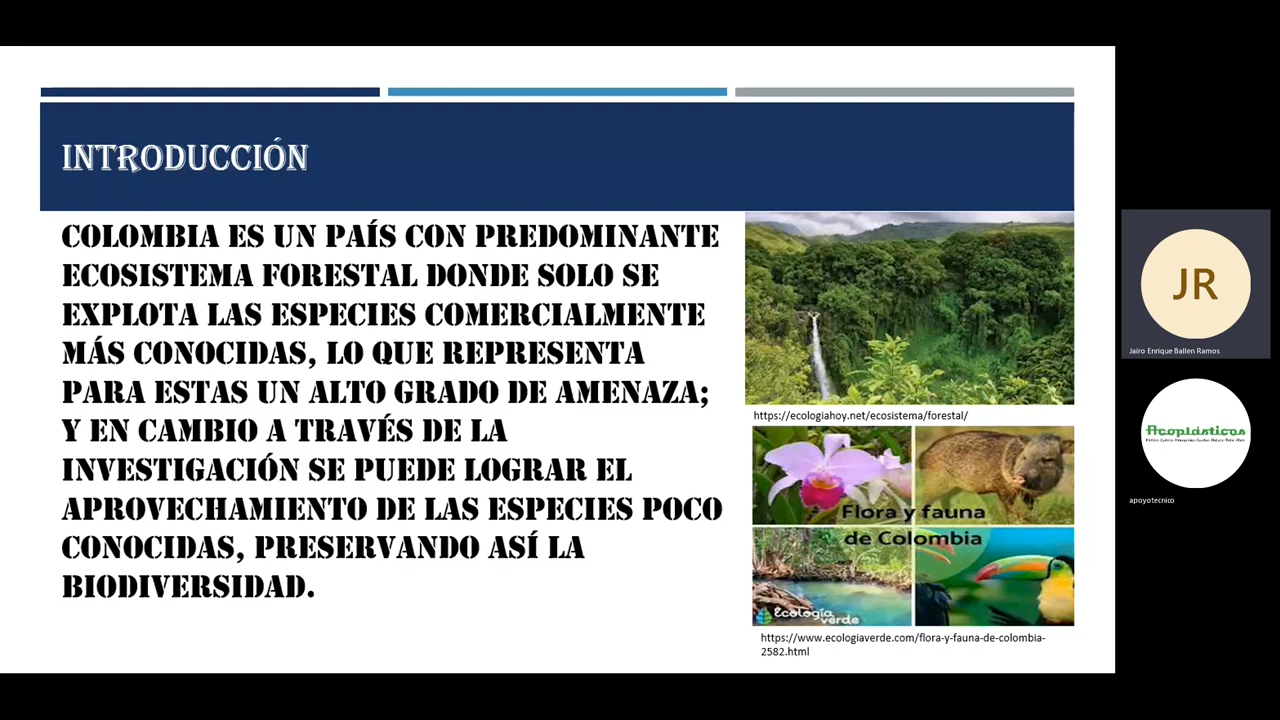 INTRODUCCIÓN
COLOMBIA ES UN PAÍS CON PREDOMINANTE
ECOSISTEMA FORESTAL DONDE SOLO SE
EXPLOTA LAS ESPECIES COMERCIALMENTE
MÁS CONOCIDAS, LO QUE REPRESENTA
PARA ESTAS UN ALTO GRADO DE AMENAZA;
Y EN CAMBIO A TRAVÉS DE LA
INVESTIGACIÓN SE PUEDE LOGRAR EL
APROVECHAMIENTO DE LAS ESPECIES POCO
CONOCIDAS, PRESERVANDO ASÍ LA
BIODIVERSIDAD.
https://ecologiahoy.net/ecosistema/forestal/
Flora y fauna
de Colombia
Ecología
verde
https://www.ecologiaverde.com/flora-y-fauna-de-colombia-
2582.html
JR
Jairo Enrique Ballen Ramos
Acoplásticos
apoyotecnico